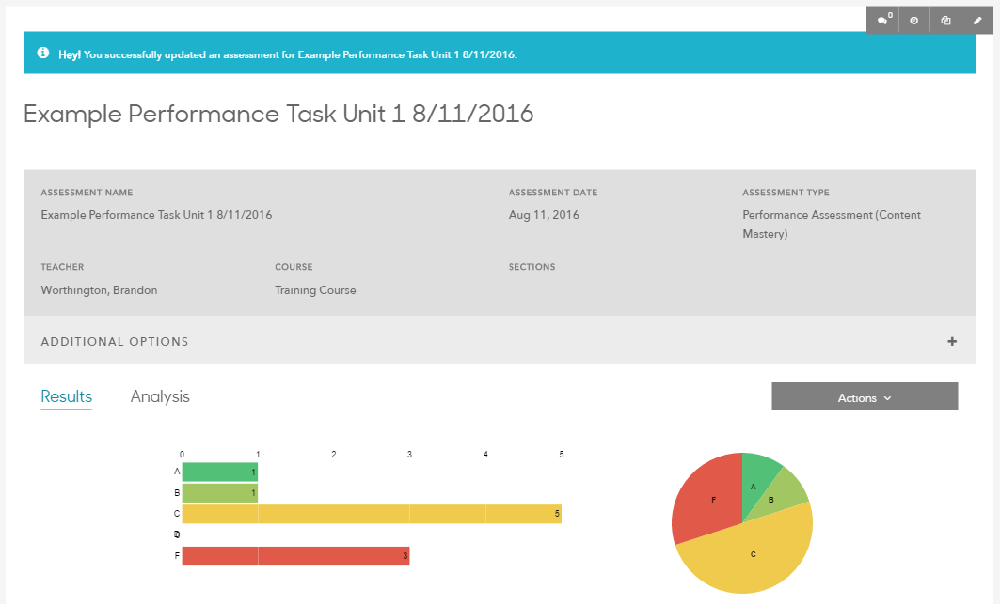 0
Hey! You successfully updated an assessment for Example Performance Task Unit 1 8/11/2016.
Example Performance Task Unit 1 8/11/2016
ASSESSMENT NAME
Example Performance Task Unit 1 8/11/2016
ASSESSMENT DATE
Aug 11, 2016
ASSESSMENT TYPE
Performance Assessment (Content
Mastery)
TEACHER
Worthington, Brandon
COURSE
Training Course
SECTIONS
ADDITIONAL OPTIONS
Results Analysis
Actions
0 1 2 3 4 5
A 1
B 1
C 5
D 0
F 3
A
B
F
C